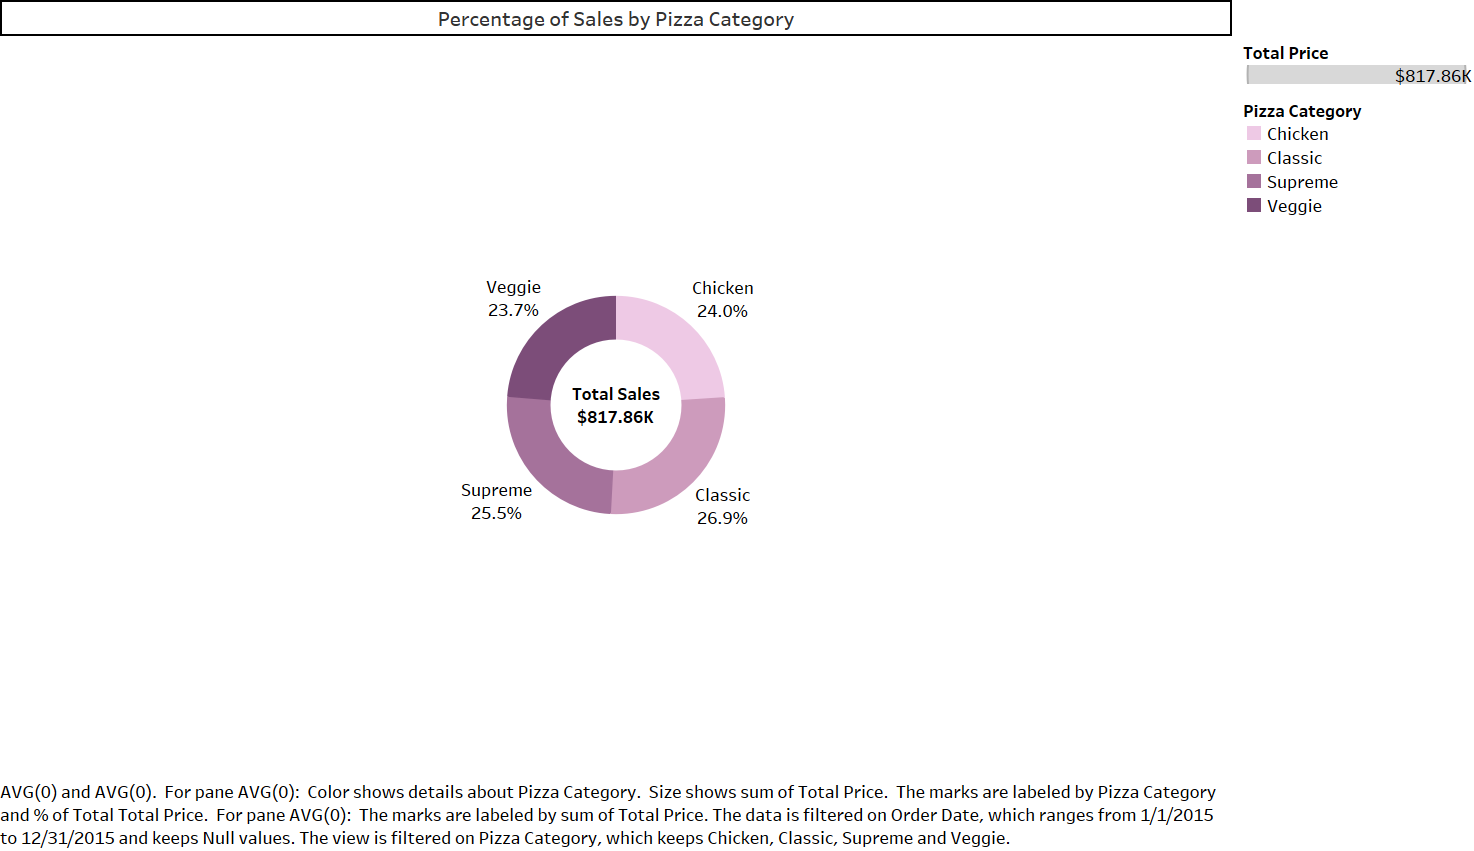 Percentage of Sales by Pizza Category
Total Price
$817.86K
Pizza Category
Chicken
Classic
Supreme
Veggie
Veggie
23.7%
Chicken
24.0%
Total Sales
$817.86K
Supreme
25.5%
Classic
26.9%
AVG(0) and AVG(0).  For pane AVG(0):  Color shows details about Pizza Category.  Size shows sum of Total Price.  The marks are labeled by Pizza Category
and % of Total Total Price.  For pane AVG(0):  The marks are labeled by sum of Total Price. The data is filtered on Order Date, which ranges from 1/1/2015
to 12/31/2015 and keeps Null values. The view is filtered on Pizza Category, which keeps Chicken, Classic, Supreme and Veggie.